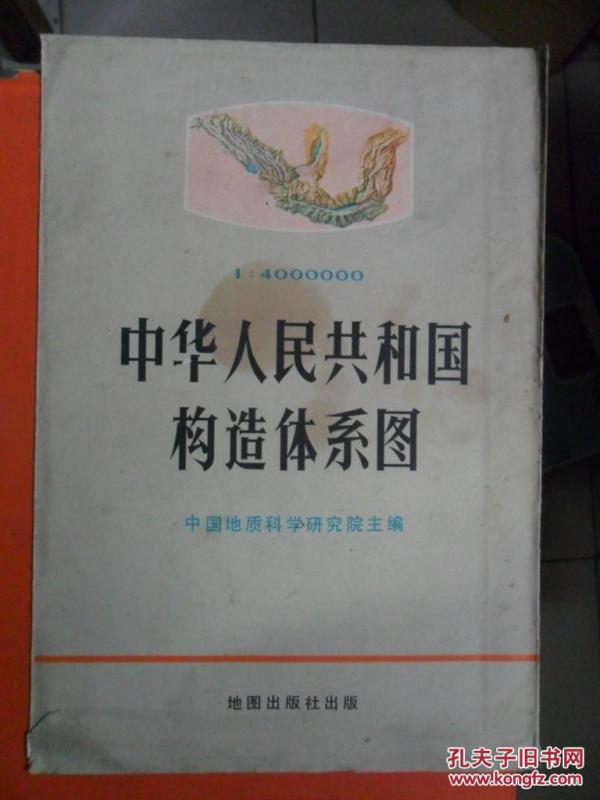 1:4000000
中华人民共和国
构造体系图
中国地质科学研究院主编
地图出版社出版
孔夫子旧书网
www.kongfz.com